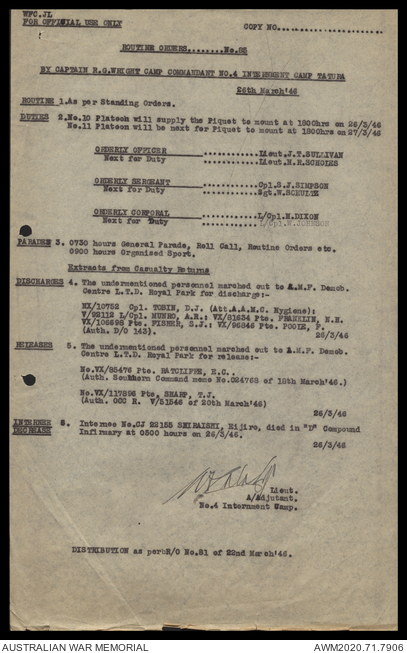 WFC.JL
FOR OFFICIAL USE ONLY
COPY NO........................
ROUTINE ORDERS........No.83
BY CAPTAIN R.G.WRIGHT CAMP COMMANDANT NO.4 INTERNMENT CAMP TATURA
26th March'46
ROUTINE 1.As per Standing Orders.
DUTIES 2.No.10 Platoon will supply the Piquet to mount at 1800hrs on 26/3/46
No.11 Platoon will be next for Piquet to mount at 1800hrs on 27/3/46
ORDERLY OFFICER ............Lieut.J.T.SULLIVAN
Next for Duty ............Lieut.N.R.SCHOLES
ORDERLY SERGEANT ............Cpl.S.J.SIMPSON
Next for Duty ............Sgt.W.SCHULTZ
ORDERLY CORPORAL ............L/Cpl.N.DIXON
Next for Duty ............L/Cpl.W.JOHNSON
PARADES 3. 0730 hours General Parade, Roll Call, Routine Orders etc.
0900 hours Organised Sport.
Extracts from Casualty Returns
DISCHARGES 4. The undermentioned personnel marched out to A.M.F. Demob.
Centre L.T.D. Royal Park for discharge:-
Cpl. TOBIN, D.J. (Att.A.A.M.C. Hygiene);
L/Cpl. MUNRO, A.H.: VX/81634 Pte. FRANKLIN, N.H.
VX/106698 Pte. FISHER, S.J.: VX/96846 Pte. POOLE, F.
(Auth. D/O 143).
26/3/46
RELEASES 5. The undermentioned personnel marched out to A.M.F. Demob.
Centre L.T.D. Royal Park for release:-
No.VX/85476 Pte. RATCLIFFE, R.C..
(Auth. Southern Command memo No.024768 of 18th March'46.)
No.VX/117896 Pte. SHARP, T.J.
(Auth. OCC R. V/51546 of 20th March'46)
26/3/46
INTERNEE 6. Internee No.CJ 22155 SHIRAISHI, Eijiro, died in "D" Compound
DECREASE Infirmary at 0500 hours on 26/3/46.
26/3/46
Lieut.
A/Adjutant.
No.4 Internment Camp.
DISTRIBUTION as per R/O No.81 of 22nd March'46.
AUSTRALIAN WAR MEMORIAL
AWM2020.71.7906